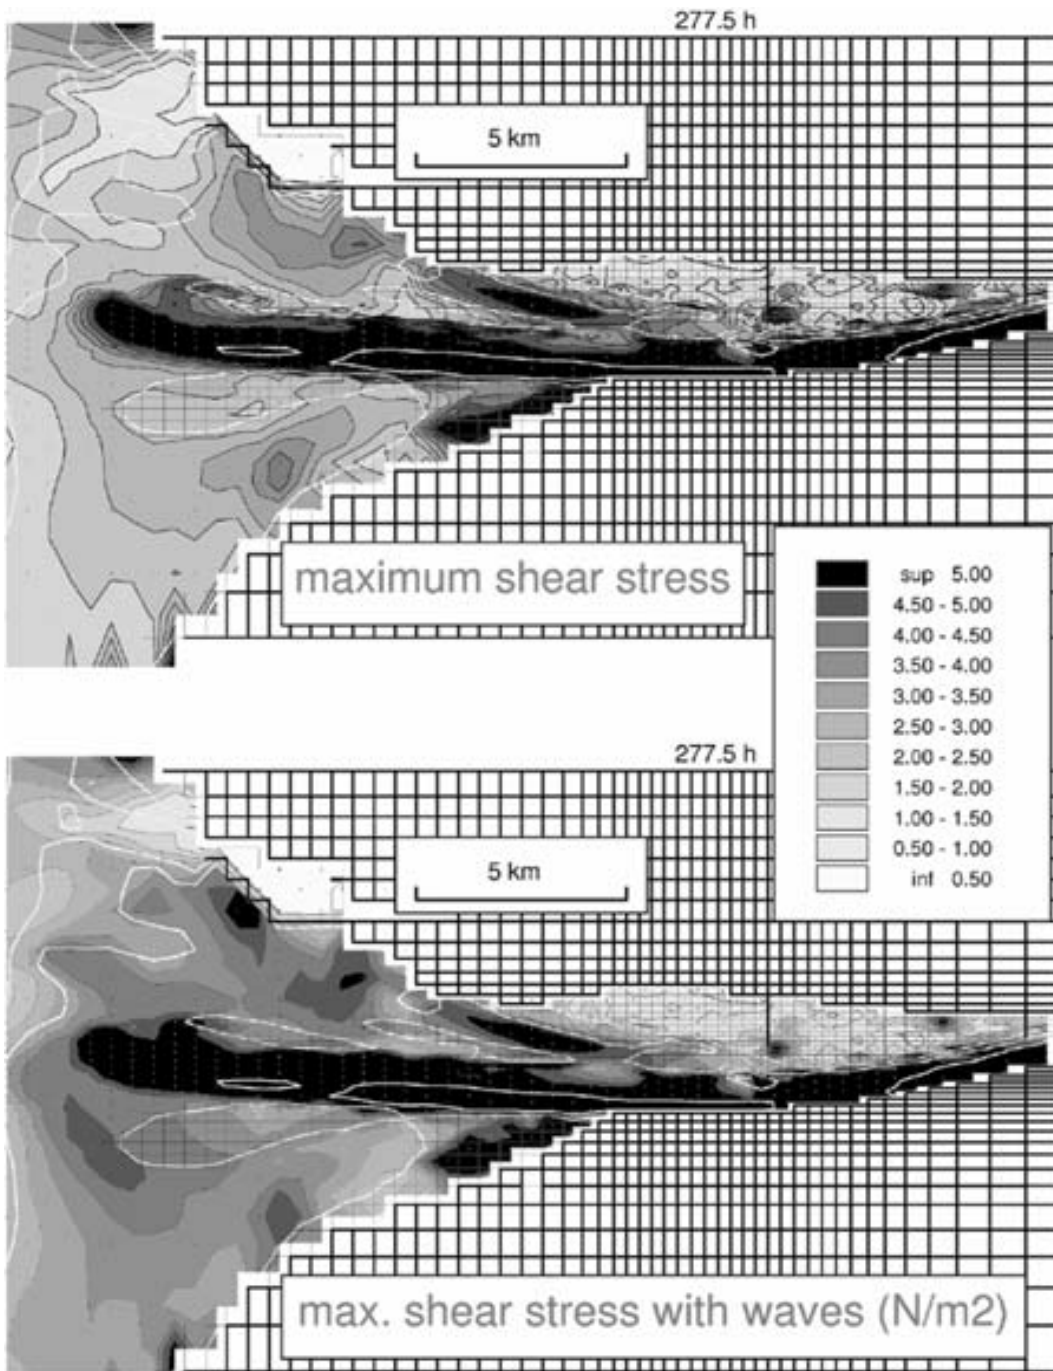 277.5 h
5 km
maximum shear stress
sup 5.00
4.50 - 5.00
4.00 - 4.50
3.50 - 4.00
3.00 - 3.50
2.50 - 3.00
2.00 - 2.50
1.50 - 2.00
1.00 - 1.50
0.50 - 1.00
inf 0.50
277.5 h
5 km
max. shear stress with waves (N/m2)